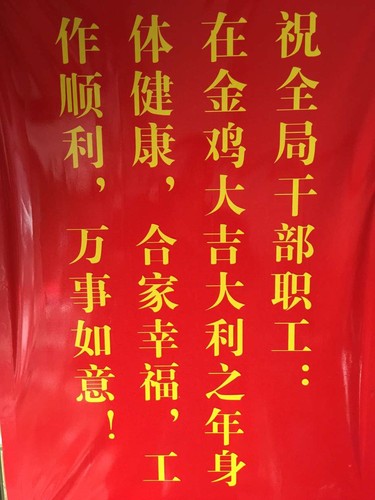 祝全局干部职工：
在金鸡大吉大利之年身
体健康，合家幸福，工
作顺利，万事如意！